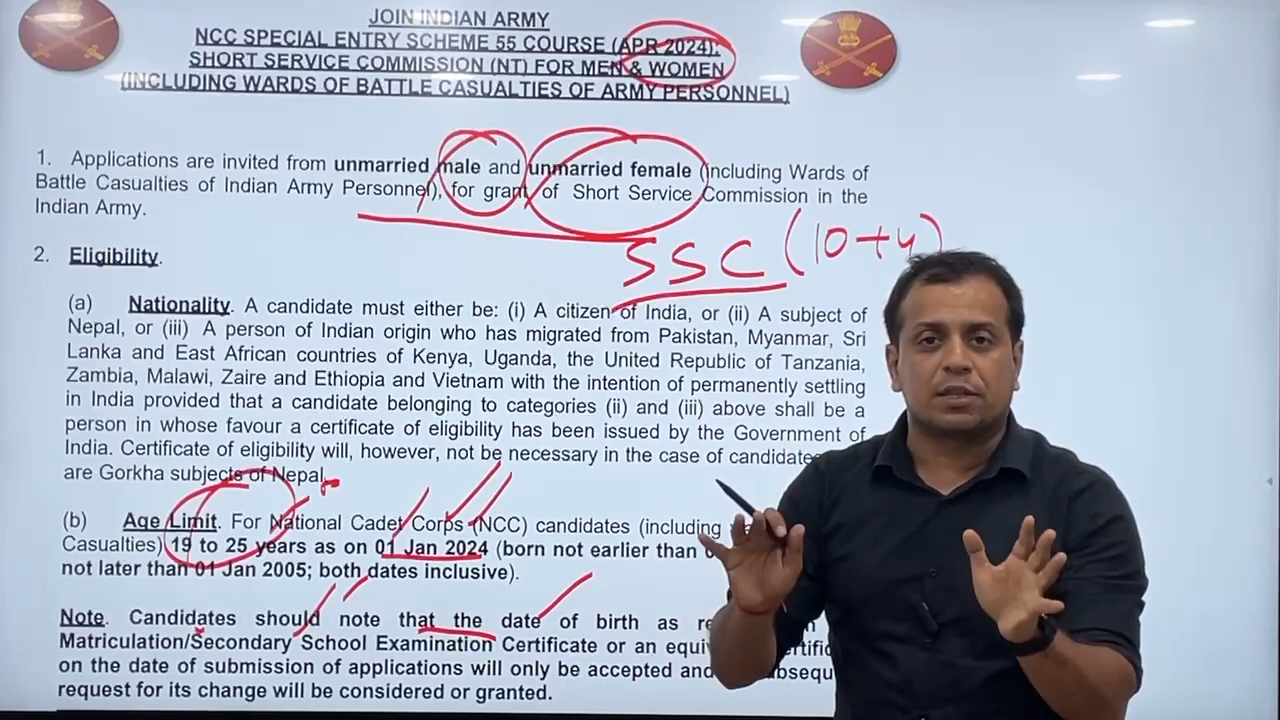 JOIN INDIAN ARMY
NCC SPECIAL ENTRY SCHEME 55 COURSE (APR 2024):
SHORT SERVICE COMMISSION (NT) FOR MEN & WOMEN
(INCLUDING WARDS OF BATTLE CASUALTIES OF ARMY PERSONNEL)
1. Applications are invited from unmarried male and unmarried female (including Wards of
Battle Casualties of Indian Army Personnel), for grant of Short Service Commission in the
Indian Army.
SSC (10+4)
2. Eligibility.
(a) Nationality. A candidate must either be: (i) A citizen of India, or (ii) A subject of
Nepal, or (iii) A person of Indian origin who has migrated from Pakistan, Myanmar, Sri
Lanka and East African countries of Kenya, Uganda, the United Republic of Tanzania,
Zambia, Malawi, Zaire and Ethiopia and Vietnam with the intention of permanently settling
in India provided that a candidate belonging to categories (ii) and (iii) above shall be a
person in whose favour a certificate of eligibility has been issued by the Government of
India. Certificate of eligibility will, however, not be necessary in the case of
are Gorkha subjects of Nepal.
(b) Age Limit. For National Cadet Corps (NCC) candidates (including
Casualties) 19 to 25 years as on 01 Jan 2024 (born not earlier than
not later than 01 Jan 2005; both dates inclusive).
Note. Candidates should note that the date of birth as
Matriculation/Secondary School Examination Certificate or an
on the date of submission of applications will only be accepted and
request for its change will be considered or granted.